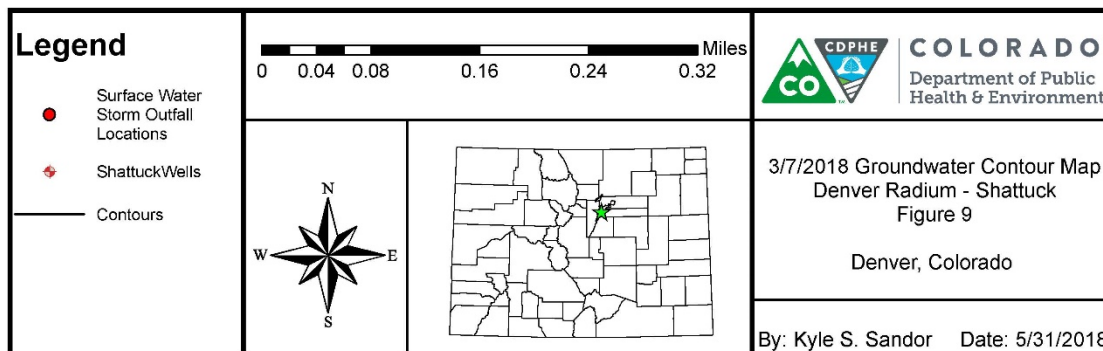 Legend
Surface Water
Storm Outfall
Locations
ShattuckWells
Contours
Miles
0 0.04 0.08 0.16 0.24 0.32
N
W E
S
CO
CDPHE
TM
COLORADO
Department of Public
Health & Environment
3/7/2018 Groundwater Contour Map
Denver Radium - Shattuck
Figure 9
Denver, Colorado
By: Kyle S. Sandor Date: 5/31/2018